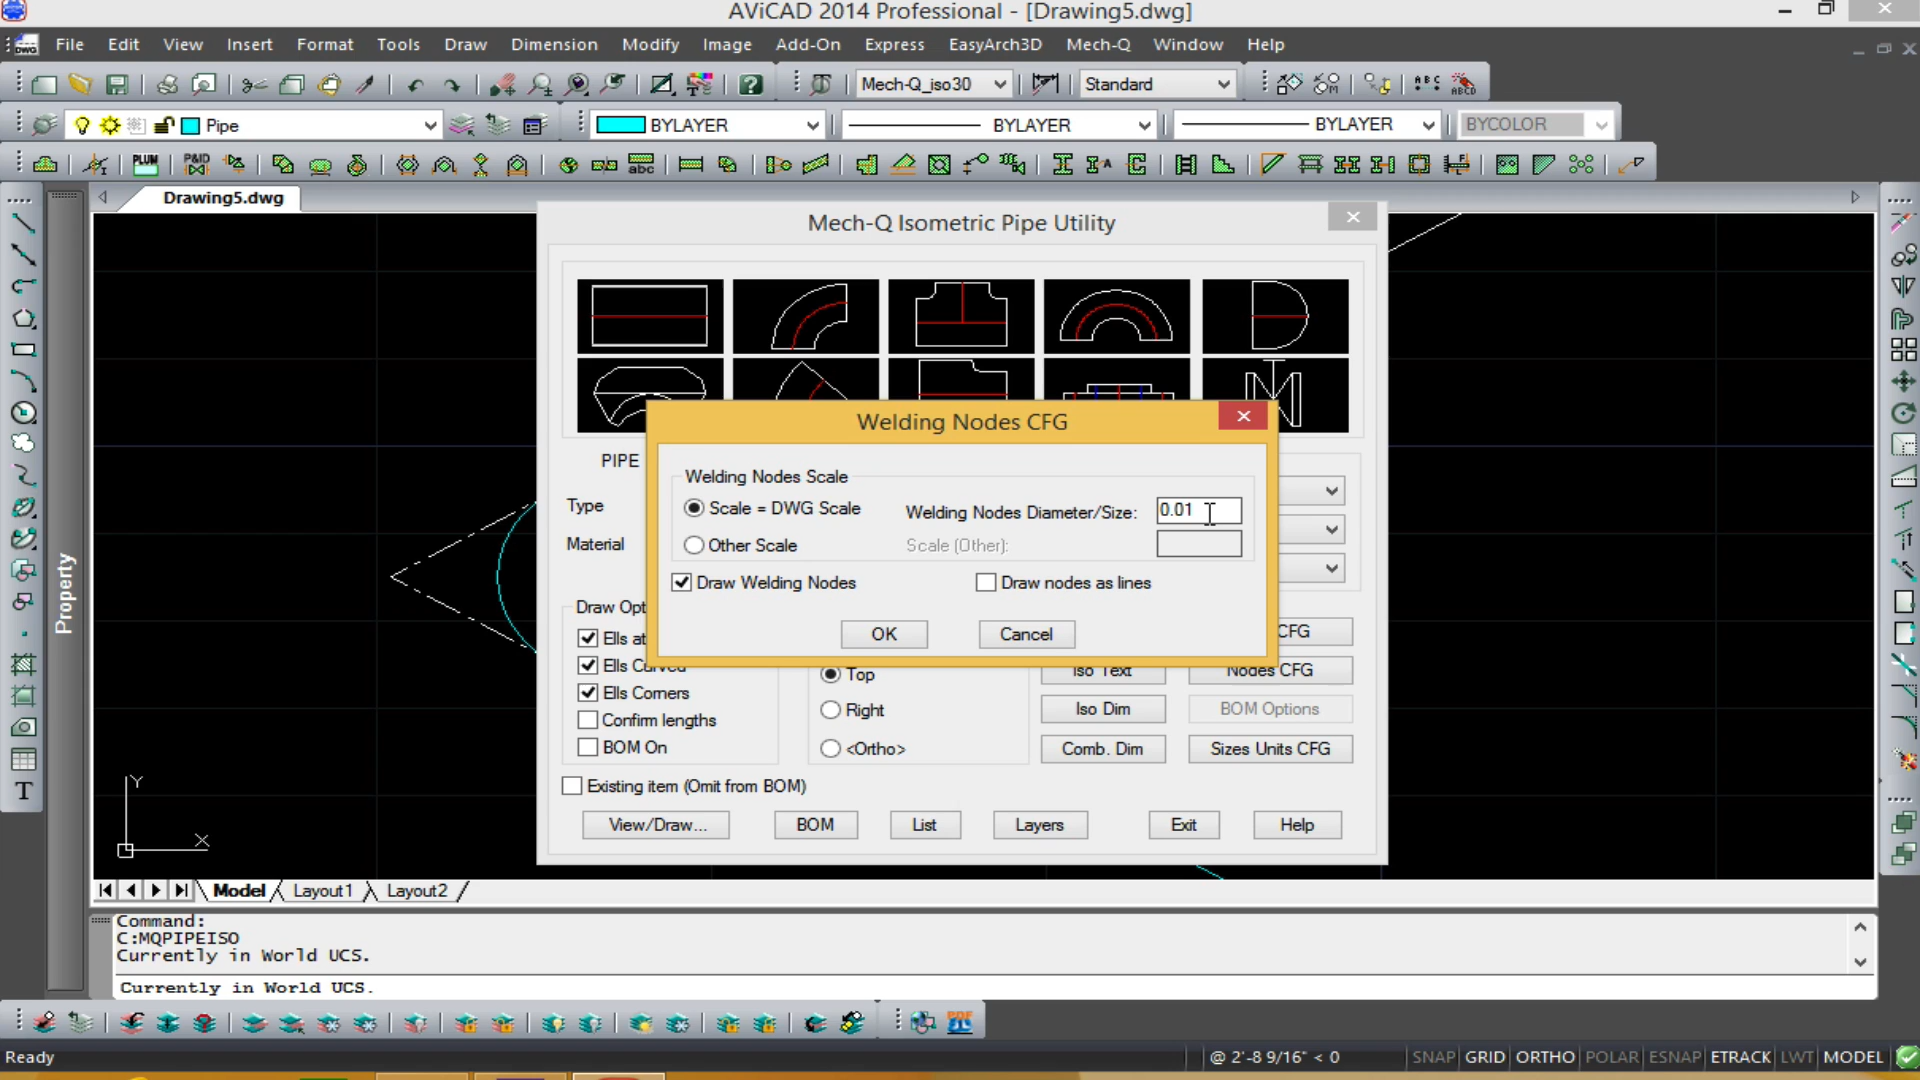 AViCAD 2014 Professional - [Drawing5.dwg]
File Edit View Insert Format Tools Draw Dimension Modify Image Add-On Express EasyArch3D Mech-Q Window Help
Mech-Q_iso30 Standard
Pipe BYLAYER BYLAYER BYLAYER BYCOLOR
PLUM P&ID abc
Drawing5.dwg
Mech-Q Isometric Pipe Utility
Property
PIPE
Type
Material
Welding Nodes CFG
Welding Nodes Scale
Scale = DWG Scale Welding Nodes Diameter/Size: 0.01
Other Scale Scale (Other):
Draw Welding Nodes Draw nodes as lines
OK Cancel
Draw Opt
Ells at CFG
Ells Curved Top Iso Text Nodes CFG
Ells Corners
Right Iso Dim BOM Options
Confirm lengths
BOM On <Ortho> Comb. Dim Sizes Units CFG
Existing item (Omit from BOM)
View/Draw... BOM List Layers Exit Help
Y
X
Model Layout1 Layout2
Command:
C:MQPIPEISO
Currently in World UCS.
Currently in World UCS.
PDF
Ready @ 2'-8 9/16" < 0 SNAP GRID ORTHO POLAR ESNAP ETRACK LWT MODEL